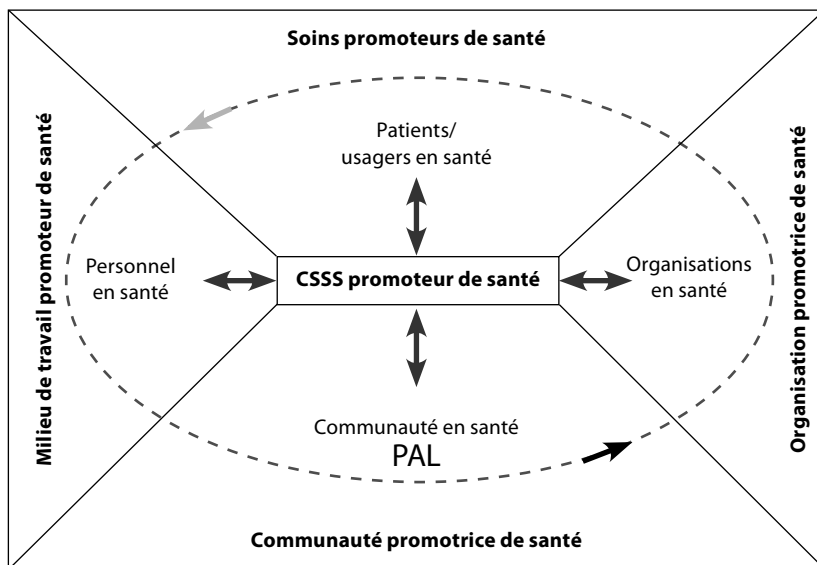 Soins promoteurs de santé
Patients/
usagers en santé
Milieu de travail promoteur de santé
Personnel
en santé
CSSS promoteur de santé
Organisations
en santé
Organisation promotrice de santé
Communauté en santé
PAL
Communauté promotrice de santé